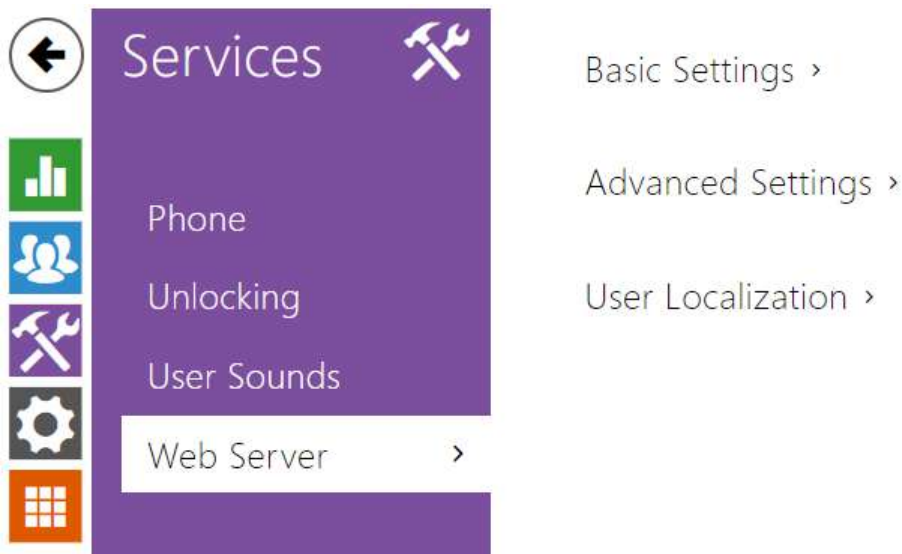 Services
Phone
Unlocking
User Sounds
Web Server >
Basic Settings >
Advanced Settings >
User Localization >